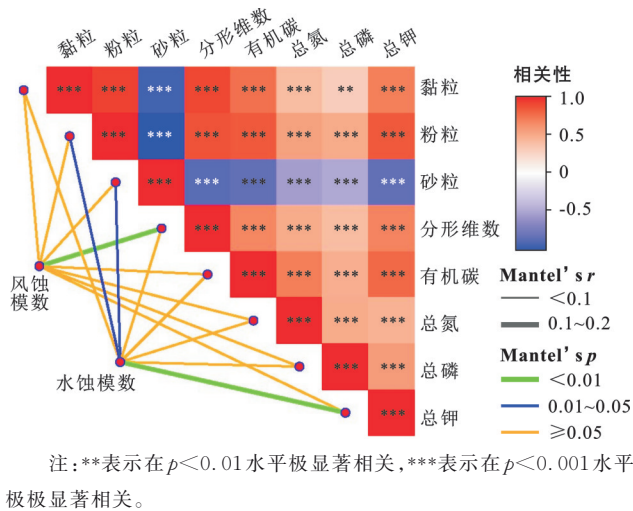 黏粒 粉粒 砂粒 分形维数 有机碳 总氮 总磷 总钾
*** *** *** *** *** *** ** *** 黏粒
*** *** *** *** *** *** *** 粉粒
*** *** *** *** *** *** 砂粒
*** *** *** *** *** 分形维数
*** *** *** *** 有机碳
*** *** *** 总氮
*** *** 总磷
*** 总钾
风蚀
模数
水蚀模数
相关性
1.0
0.5
0
-0.5
Mantel's r
<0.1
0.1~0.2
Mantel's p
<0.01
0.01~0.05
≥0.05
注:**表示在p<0.01水平极显著相关,***表示在p<0.001水平
极极显著相关。